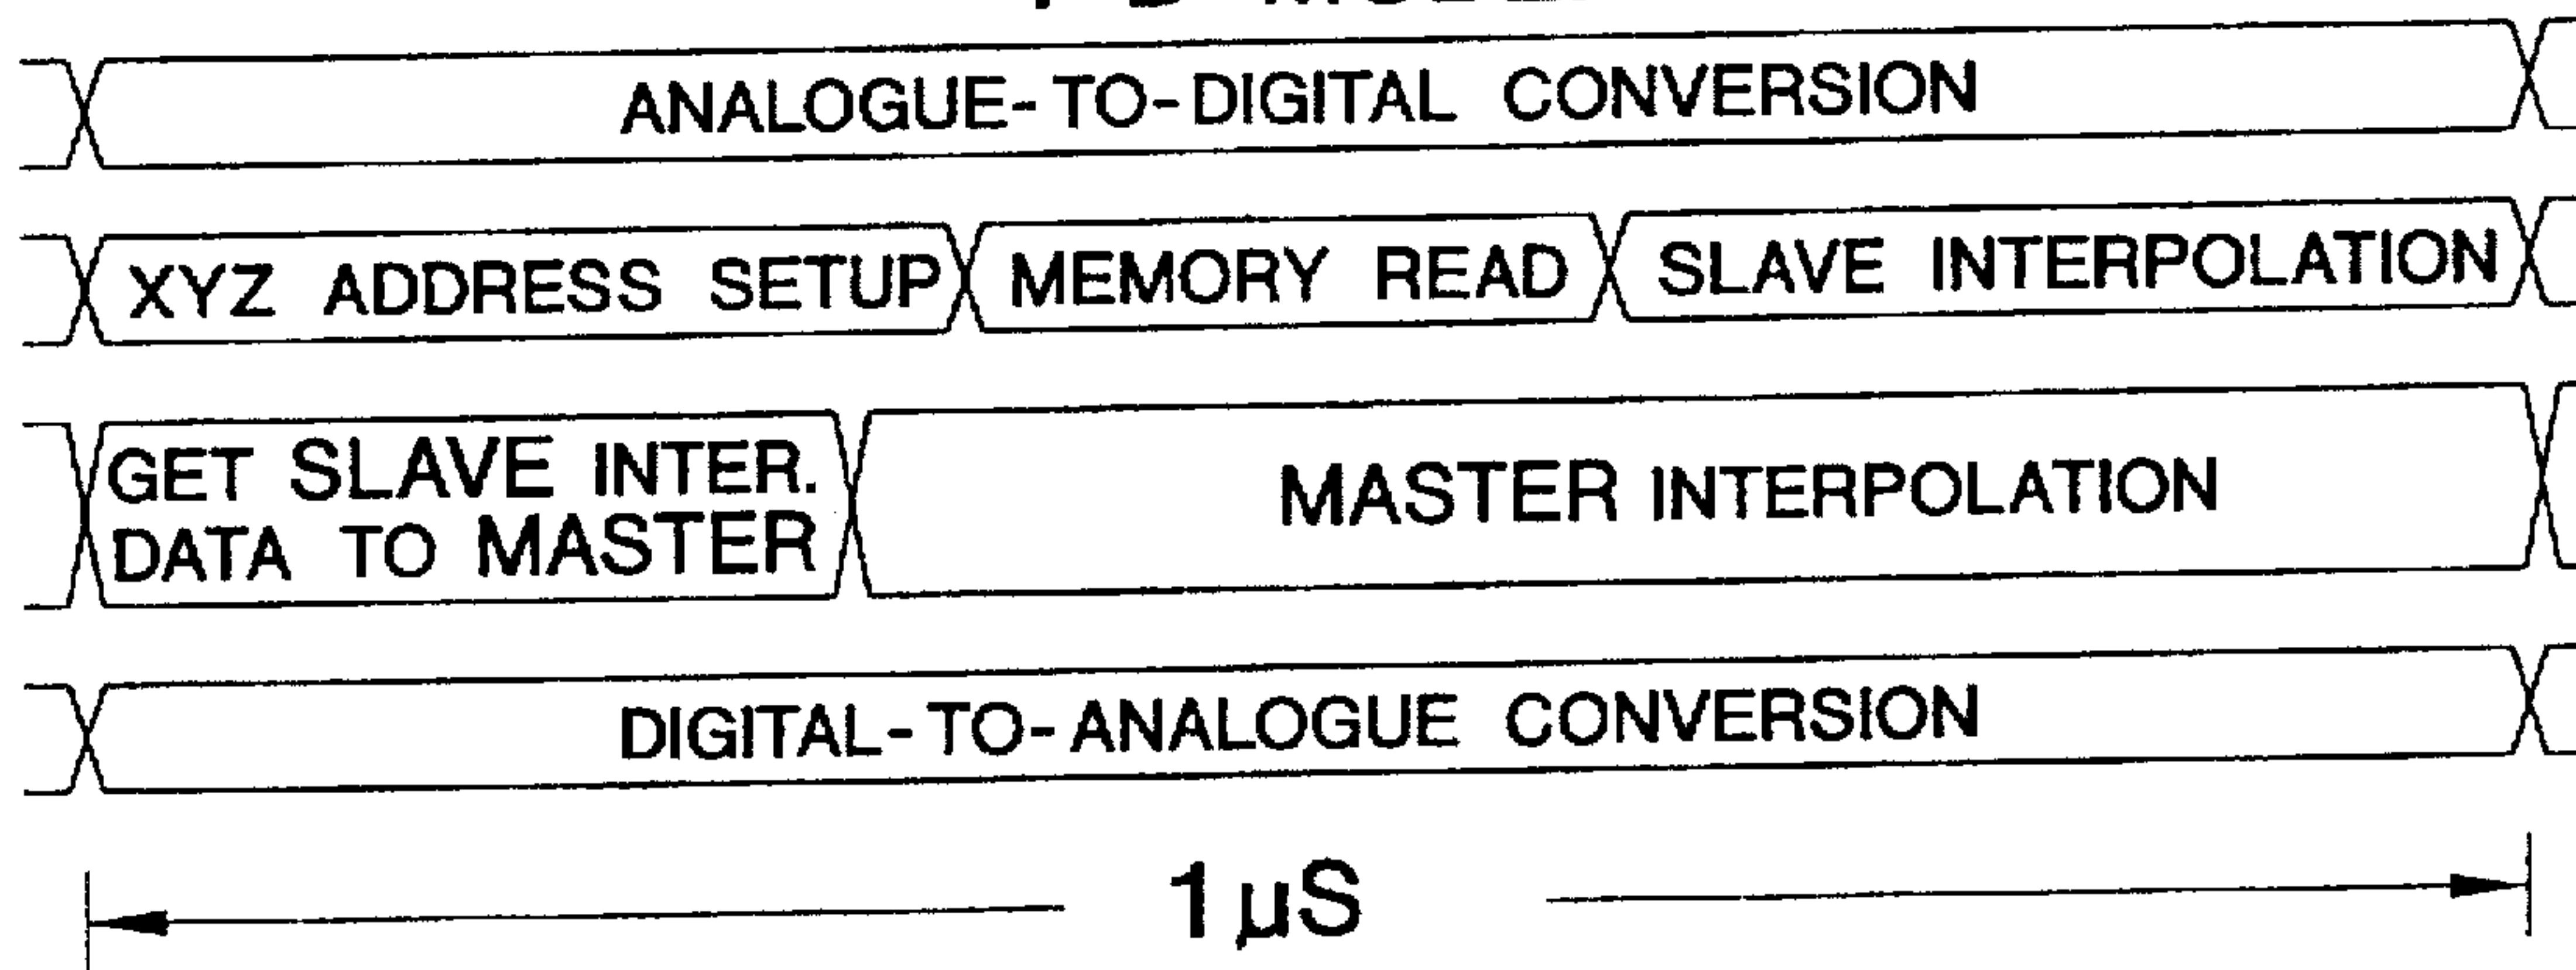 ANALOGUE-TO-DIGITAL CONVERSION
XYZ ADDRESS SETUP MEMORY READ SLAVE INTERPOLATION
GET SLAVE INTER.
DATA TO MASTER
MASTER INTERPOLATION
DIGITAL-TO-ANALOGUE CONVERSION
1 µS